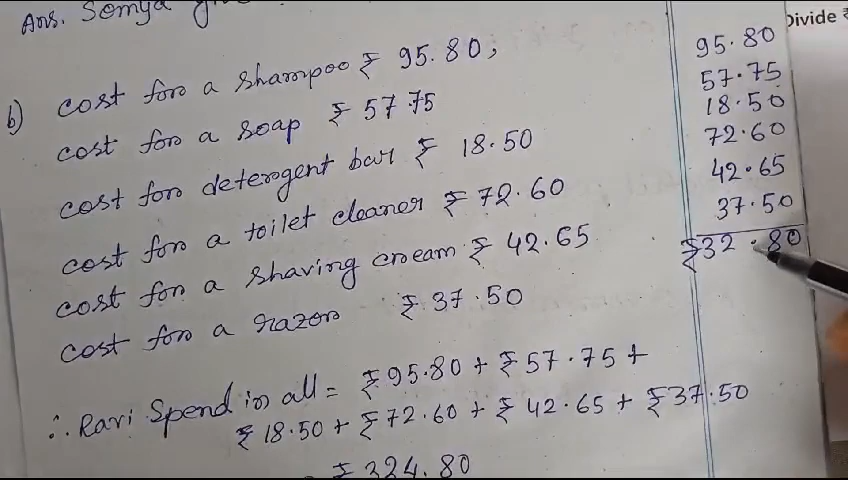 Ans. Somya
Divide ₹
b) cost for a shampoo ₹ 95.80,
cost for a soap ₹ 57.75
cost for a detergent bar ₹ 18.50
cost for a toilet cleaner ₹ 72.60
cost for a shaving cream ₹ 42.65
cost for a razor ₹ 37.50
∴ Ravi Spend in all = ₹95.80 + ₹57.75 +
₹18.50 + ₹72.60 + ₹42.65 + ₹37.50
₹324.80
95.80
57.75
18.50
72.60
42.65
37.50
₹32 .80